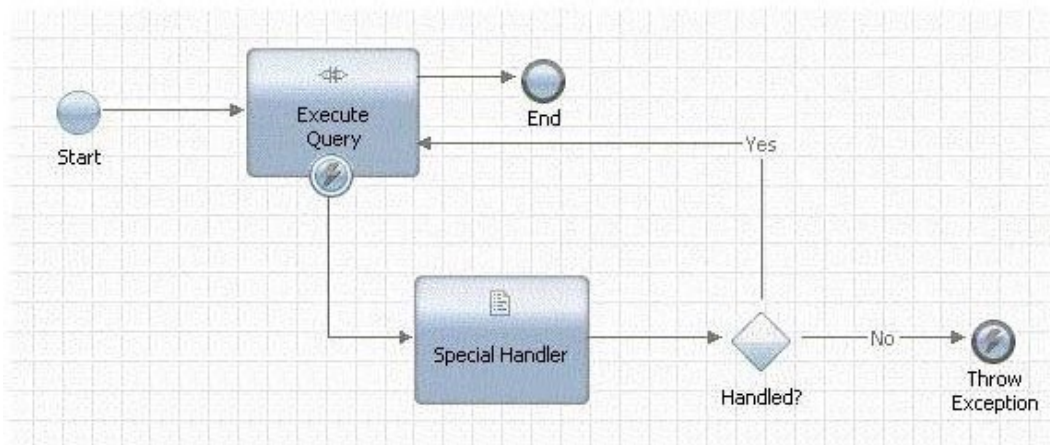 Start
Execute
Query
End
Yes
Special Handler
Handled?
No
Throw
Exception